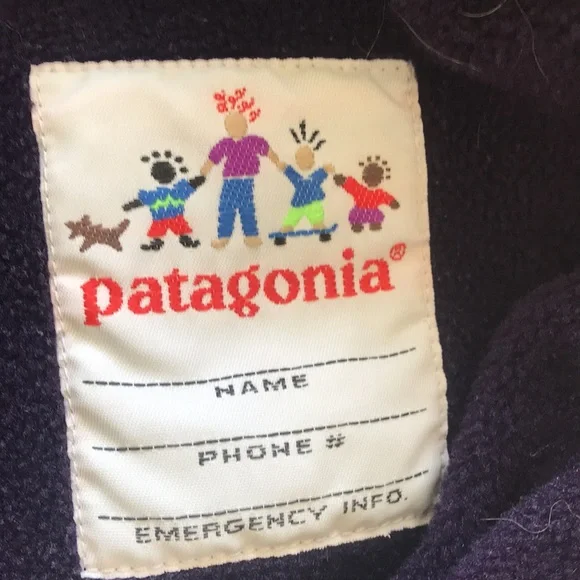 patagonia®
NAME
PHONE #
EMERGENCY INFO.